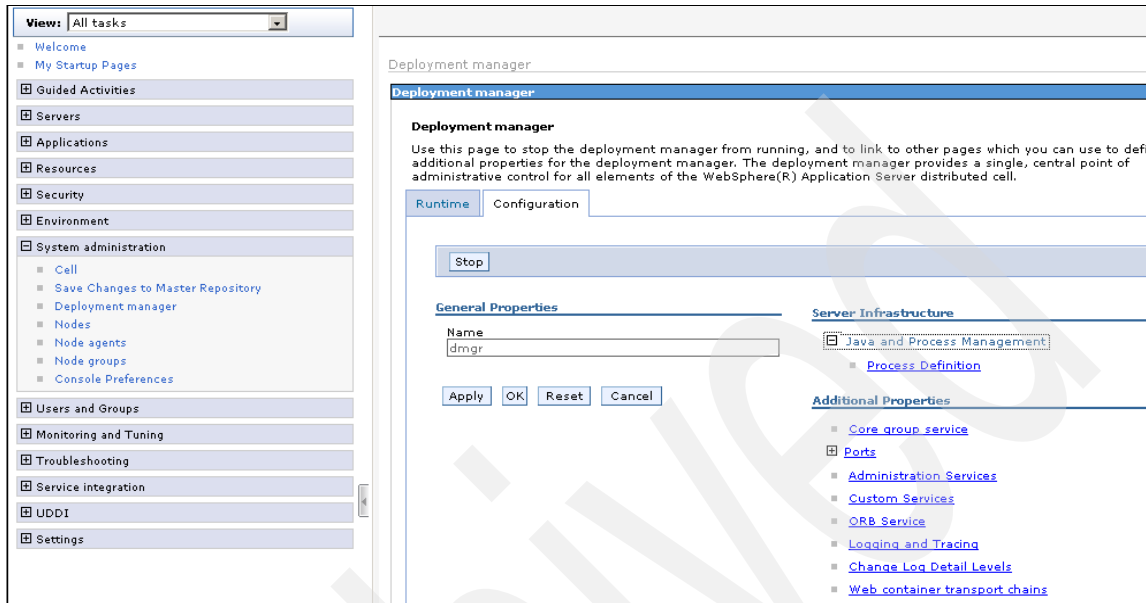 View: All tasks
Welcome
My Startup Pages
Guided Activities
Servers
Applications
Resources
Security
Environment
System administration
Cell
Save Changes to Master Repository
Deployment manager
Nodes
Node agents
Node groups
Console Preferences
Users and Groups
Monitoring and Tuning
Troubleshooting
Service integration
UDDI
Settings
Deployment manager
Deployment manager
Deployment manager
Use this page to stop the deployment manager from running, and to link to other pages which you can use to defi
additional properties for the deployment manager. The deployment manager provides a single, central point of
administrative control for all elements of the WebSphere(R) Application Server distributed cell.
Runtime Configuration
Stop
General Properties
Name
dmgr
Apply OK Reset Cancel
Server Infrastructure
Java and Process Management
Process Definition
Additional Properties
Core group service
Ports
Administration Services
Custom Services
ORB Service
Logging and Tracing
Change Log Detail Levels
Web container transport chains